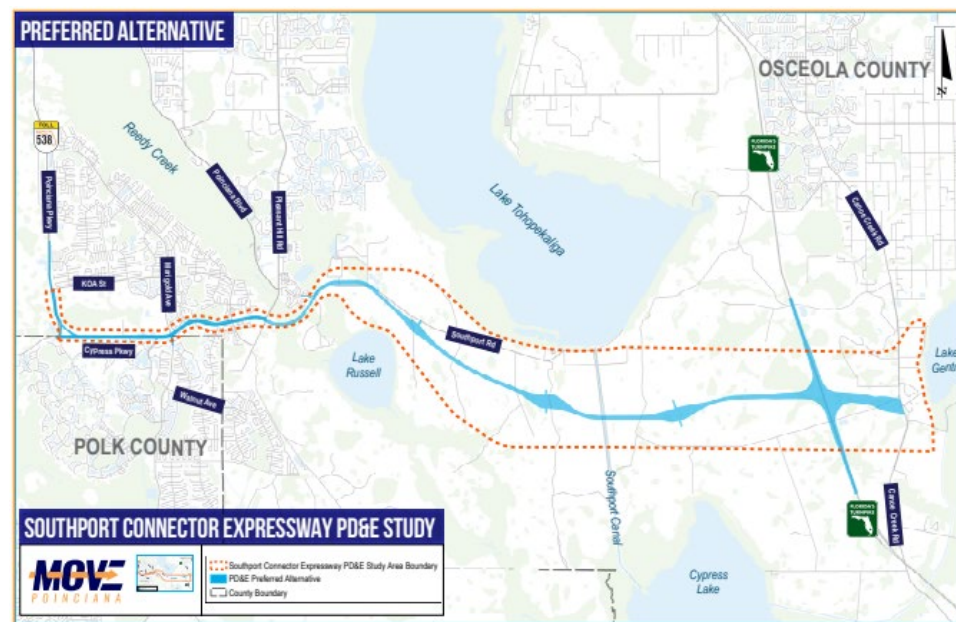 PREFERRED ALTERNATIVE
OSCEOLA COUNTY
N
TOLL
538
Reedy Creek
Poinciana Blvd
Pleasant Hill Rd
Poinciana Pkwy
Lake Tohopekaliga
FLORIDA'S
TURNPIKE
Canoe Creek Rd
KOA St
Marigold Ave
Cypress Pkwy
Southport Rd
Lake
Russell
Lake
Gentr
Walnut Ave
POLK COUNTY
Southport Canal
FLORIDA'S
TURNPIKE
Canoe Creek Rd
Cypress
Lake
SOUTHPORT CONNECTOR EXPRESSWAY PD&E STUDY
MOVE
POINCIANA
Southport Connector Expressway PD&E Study Area Boundary
PD&E Preferred Alternative
County Boundary